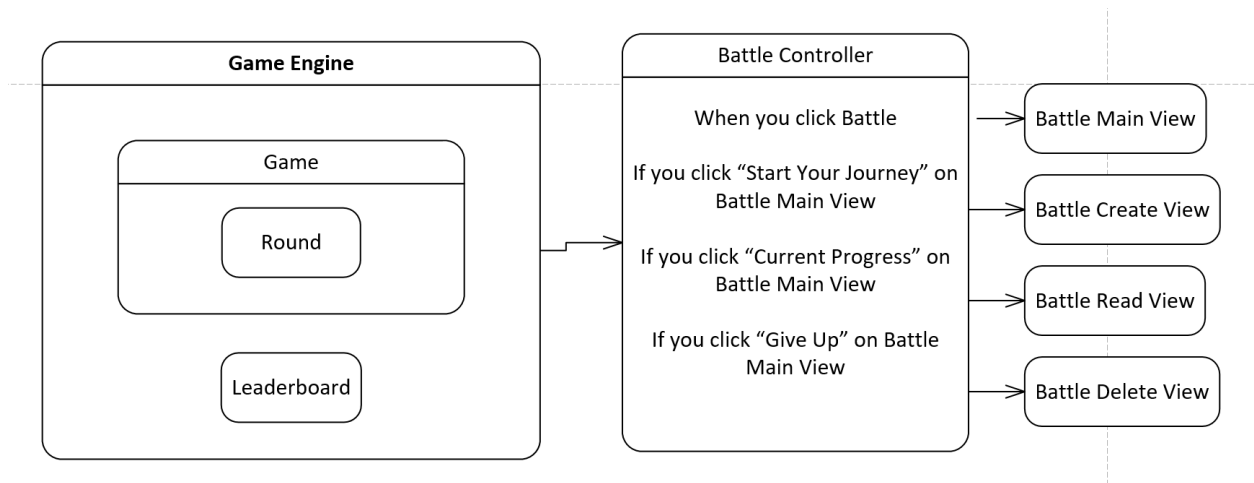 Game Engine
Game
Round
Leaderboard
Battle Controller
When you click Battle
If you click “Start Your Journey” on
Battle Main View
If you click “Current Progress” on
Battle Main View
If you click “Give Up” on Battle
Main View
Battle Main View
Battle Create View
Battle Read View
Battle Delete View